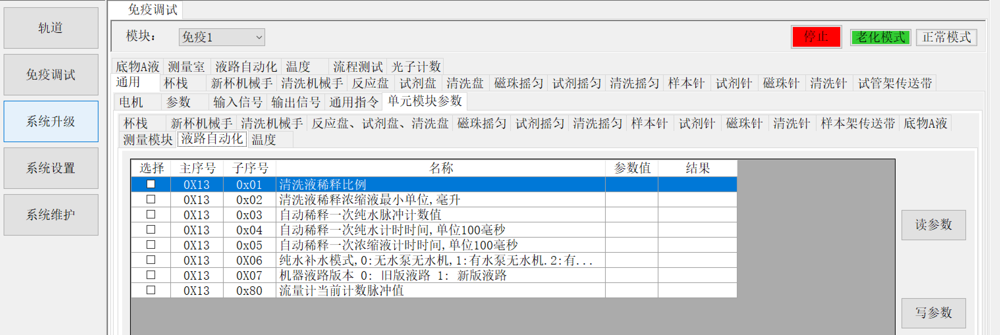 轨道
免疫调试
系统升级
系统设置
系统维护
免疫调试
模块： 免疫1 停止 老化模式 正常模式
底物A液 测量室 液路自动化 温度 流程测试 光子计数
通用 杯栈 新杯机械手 清洗机械手 反应盘 试剂盘 清洗盘 磁珠摇匀 试剂摇匀 清洗摇匀 样本针 试剂针 磁珠针 清洗针 试管架传送带
电机 参数 输入信号 输出信号 通用指令 单元模块参数
杯栈 新杯机械手 清洗机械手 反应盘、试剂盘、清洗盘 磁珠摇匀 试剂摇匀 清洗摇匀 样本针 试剂针 磁珠针 清洗针 样本架传送带 底物A液
测量模块 液路自动化 温度
选择 主序号 子序号 名称 参数值 结果
0X13 0x01 清洗液稀释比例
0X13 0x02 清洗液稀释浓缩液最小单位,毫升
0X13 0x03 自动稀释一次纯水脉冲计数值
0X13 0x04 自动稀释一次纯水计时时间,单位100毫秒
0X13 0x05 自动稀释一次浓缩液计时时间,单位100毫秒
0X13 0X06 纯水补水模式,0:无水泵无水机,1:有水泵无水机.2:有...
0X13 0X07 机器液路版本 0: 旧版液路 1: 新版液路
0X13 0x80 流量计当前计数脉冲值
读参数
写参数